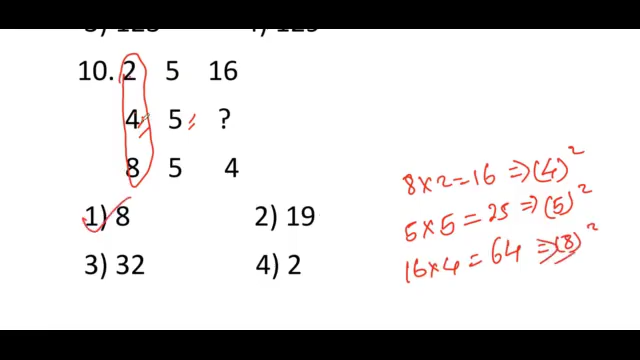 10. 2 5 16
4 5 ?
8 5 4
1) 8 2) 19
3) 32 4) 2
8×2=16 ⇒ (4)²
5×5=25 ⇒ (5)²
16×4=64 ⇒ (8)²